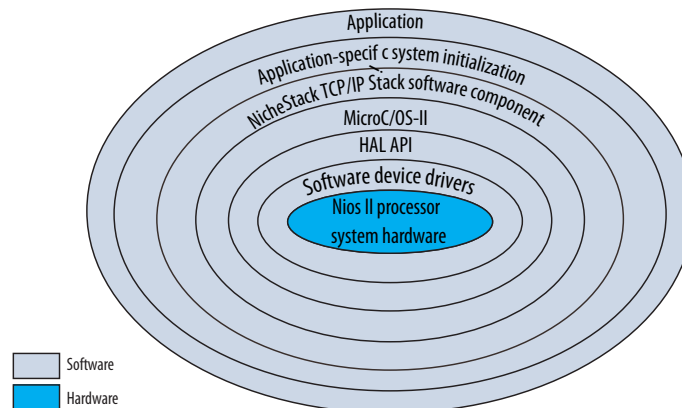 Application
Application-specif c system initialization
NicheStack TCP/IP Stack software component
MicroC/OS-II
HAL API
Software device drivers
Nios II processor
system hardware
Software
Hardware